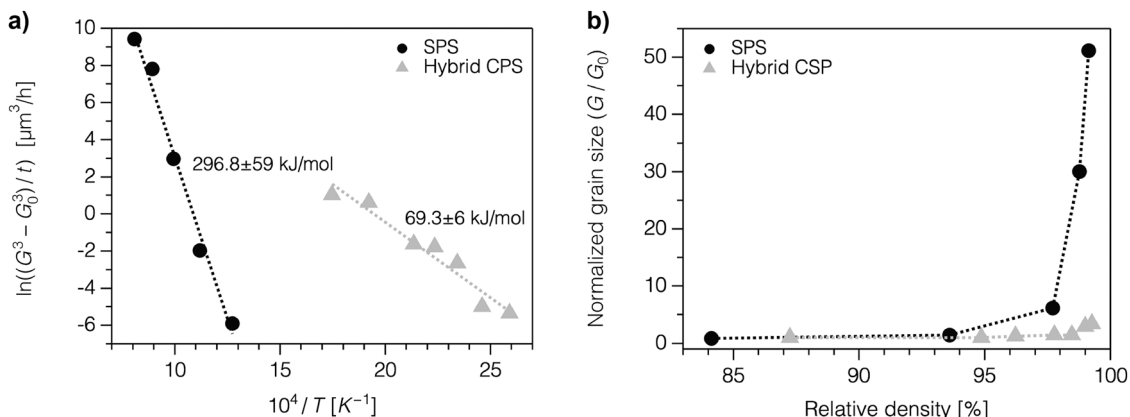 a)
10
8
6
4
2
0
-2
-4
-6
ln((G³ − G₀³)/t) [µm³/h]
SPS
Hybrid CPS
296.8±59 kJ/mol
69.3±6 kJ/mol
10
15
20
25
10⁴/T [K⁻¹]
b)
50
40
30
20
10
0
Normalized grain size (G/G₀)
SPS
Hybrid CSP
85
90
95
100
Relative density [%]